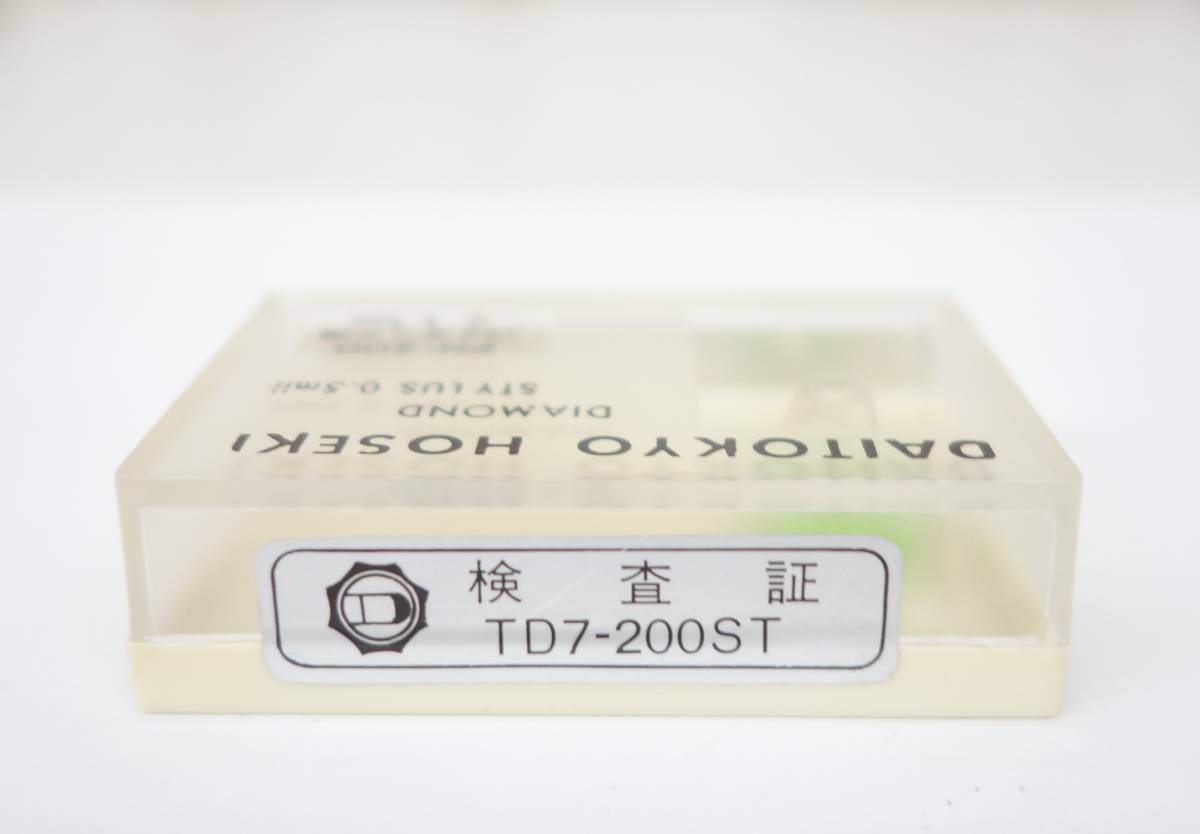 DAITOKYO HOSEKI
DIAMOND
STYLUS 0.5mil
検 査 証
D
TD7-200ST